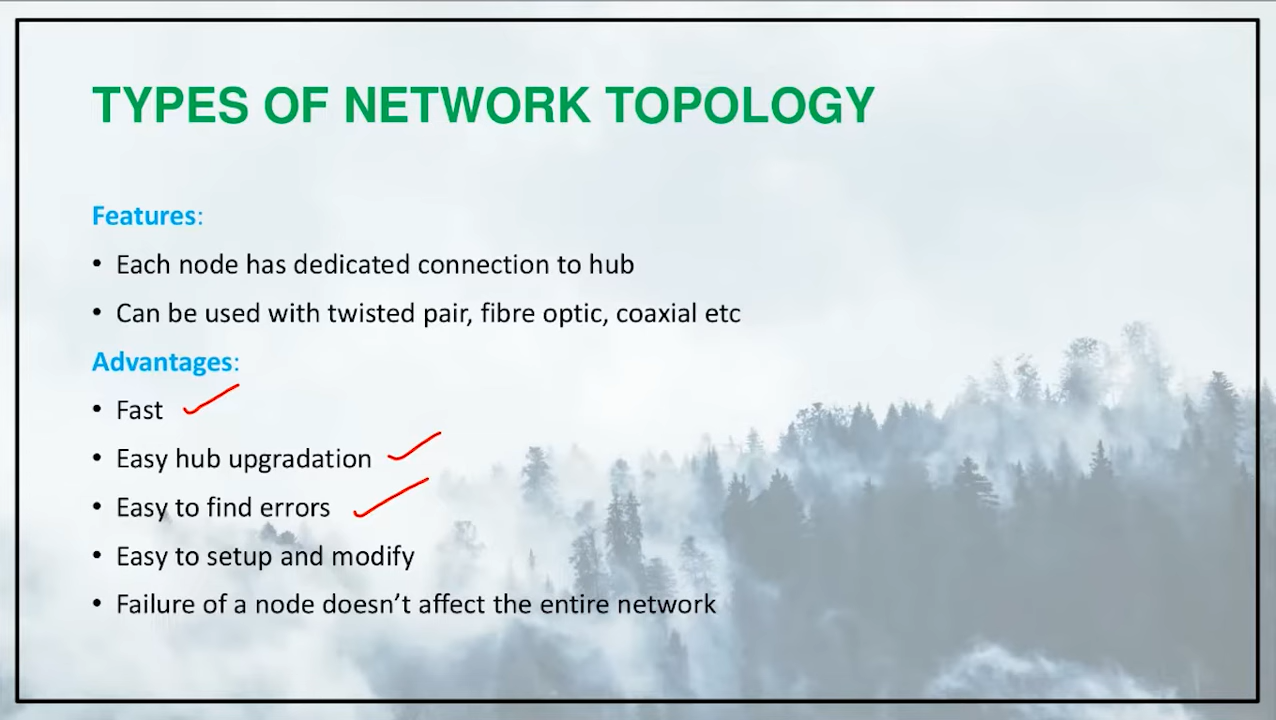 TYPES OF NETWORK TOPOLOGY
Features:
• Each node has dedicated connection to hub
• Can be used with twisted pair, fibre optic, coaxial etc
Advantages:
• Fast
• Easy hub upgradation
• Easy to find errors
• Easy to setup and modify
• Failure of a node doesn’t affect the entire network